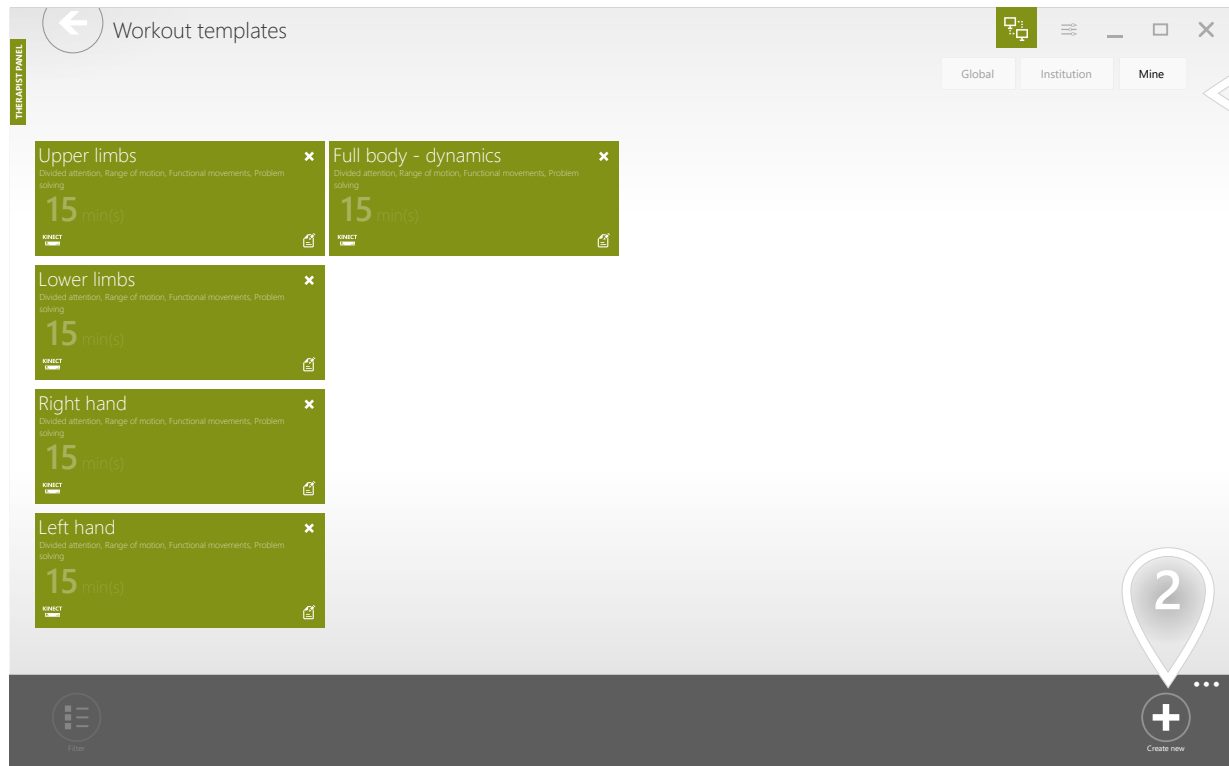 Workout templates
THERAPIST PANEL
Global
Institution
Mine
Upper limbs
Divided attention, Range of motion, Functional movements, Problem
solving
15 min(s)
KINECT
Full body - dynamics
Divided attention, Range of motion, Functional movements, Problem
solving
15 min(s)
KINECT
Lower limbs
Divided attention, Range of motion, Functional movements, Problem
solving
15 min(s)
KINECT
Right hand
Divided attention, Range of motion, Functional movements, Problem
solving
15 min(s)
KINECT
Left hand
Divided attention, Range of motion, Functional movements, Problem
solving
15 min(s)
KINECT
2
Filter
Create new